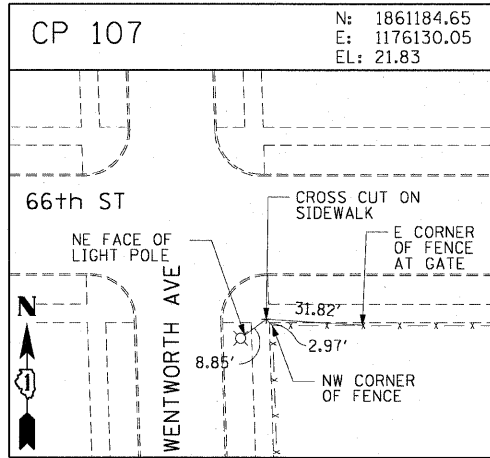 CP 107
N: 1861184.65
E: 1176130.05
EL: 21.83
66th ST
CROSS CUT ON
SIDEWALK
NE FACE OF
LIGHT POLE
E CORNER
OF FENCE
AT GATE
WENTWORTH AVE
31.82'
2.97'
8.85'
NW CORNER
OF FENCE
N
1